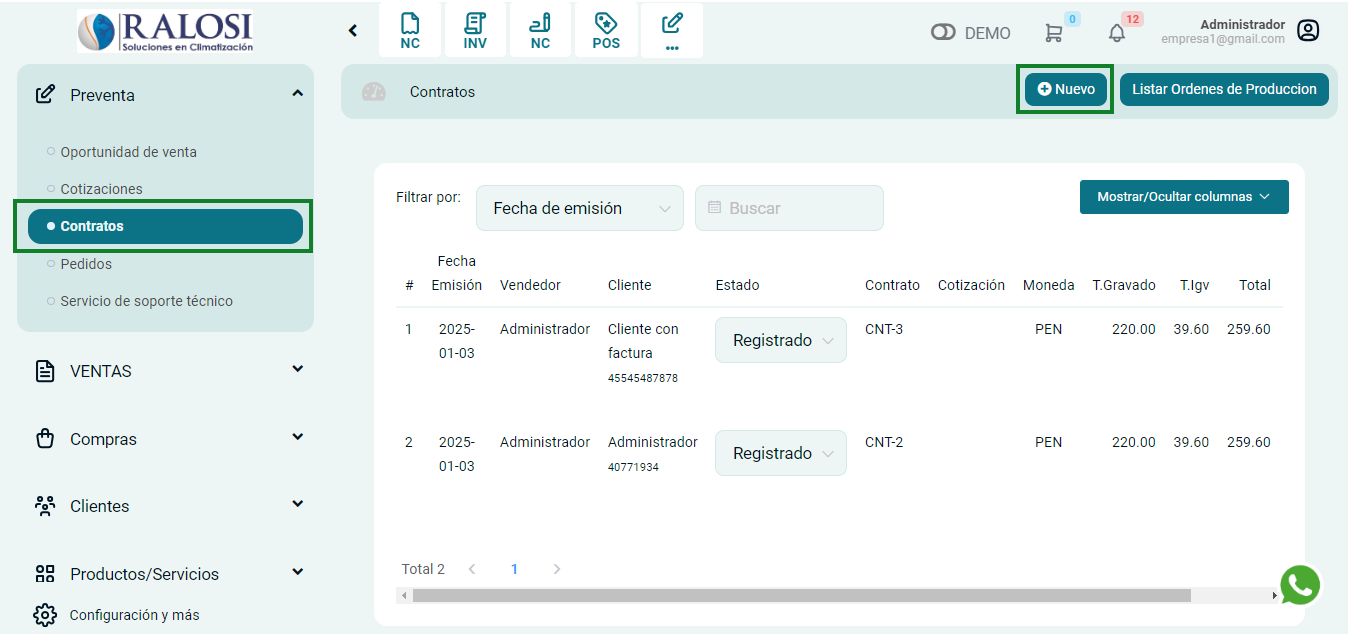 RALOSI
Soluciones en Climatización
NC
INV
NC
POS
...
DEMO
0
12
Administrador
empresa1@gmail.com
Preventa
Oportunidad de venta
Cotizaciones
Contratos
Pedidos
Servicio de soporte técnico
VENTAS
Compras
Clientes
Productos/Servicios
Configuración y más
Contratos
Nuevo
Listar Ordenes de Produccion
Filtrar por:
Fecha de emisión
Buscar
Mostrar/Ocultar columnas
# Fecha Emisión Vendedor Cliente Estado Contrato Cotización Moneda T.Gravado T.Igv Total
1 2025-01-03 Administrador Cliente con factura Registrado CNT-3 PEN 220.00 39.60 259.60
45545487878
2 2025-01-03 Administrador Administrador Registrado CNT-2 PEN 220.00 39.60 259.60
40771934
Total 2 1